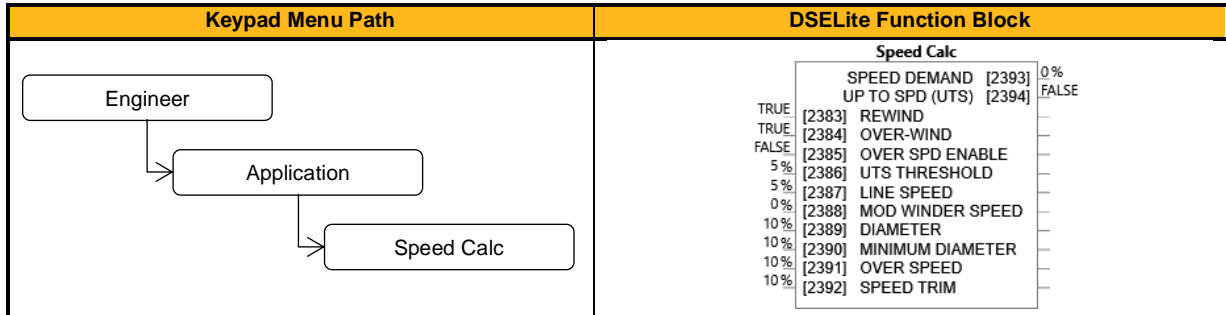 Keypad Menu Path
DSELite Function Block
Engineer
Application
Speed Calc
Speed Calc
SPEED DEMAND [2393] 0 %
UP TO SPD (UTS) [2394] FALSE
TRUE [2383] REWIND
TRUE [2384] OVER-WIND
FALSE [2385] OVER SPD ENABLE
5 % [2386] UTS THRESHOLD
5 % [2387] LINE SPEED
0 % [2388] MOD WINDER SPEED
10 % [2389] DIAMETER
10 % [2390] MINIMUM DIAMETER
10 % [2391] OVER SPEED
10 % [2392] SPEED TRIM